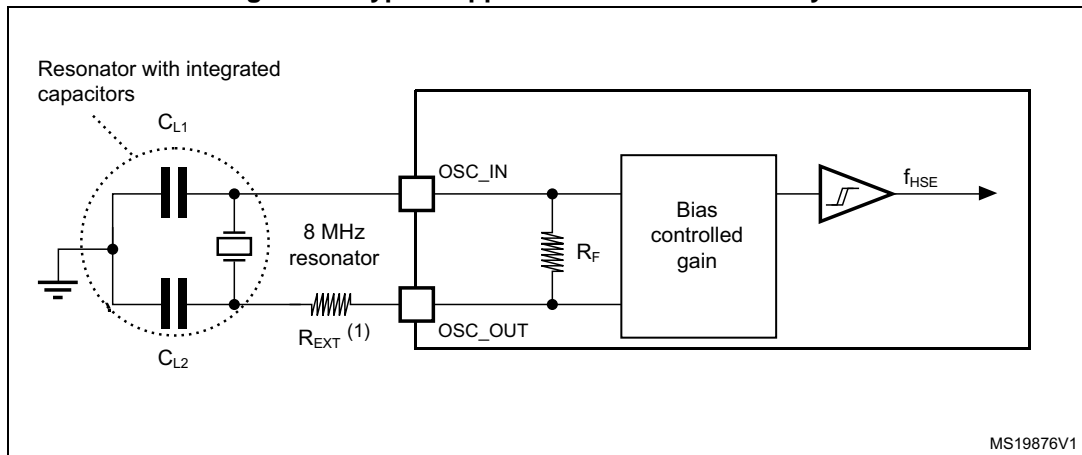 Resonator with integrated
capacitors
CL1
OSC_IN
fHSE
8 MHz
resonator
RF
Bias
controlled
gain
REXT (1)
OSC_OUT
CL2
MS19876V1